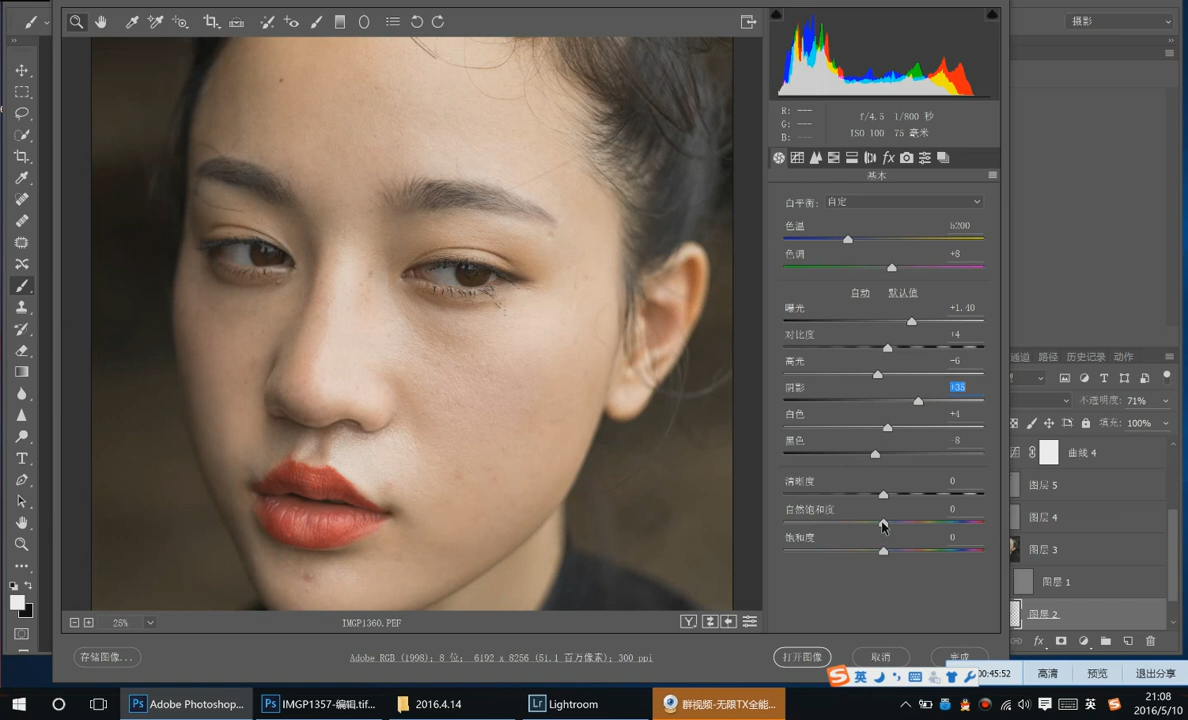 摄影
R: ---
G: ---
B: ---
f/4.5 1/800 秒
ISO 100 75 毫米
fx
基本
白平衡: 自定
色温 5200
色调 +8
自动 默认值
曝光 +1.40
对比度 +4
高光 -6
阴影 +35
白色 +4
黑色 -8
清晰度 0
自然饱和度 0
饱和度 0
通道 路径 历史记录 动作
不透明度: 71%
填充: 100%
曲线 4
图层 5
图层 4
图层 3
图层 1
图层 2
fx
25%
IMGP1360.PEF
Y
存储图像...
Adobe RGB (1998); 8 位; 6192 x 8256 (51.1 百万像素); 300 ppi
打开图像
取消
完成
英
00:45:52
高清
预览
退出分享
Ps Adobe Photoshop...
Ps IMGP1357-编辑.tif...
2016.4.14
Lr Lightroom
群视频-无限TX全能...
英
21:08
2016/5/10